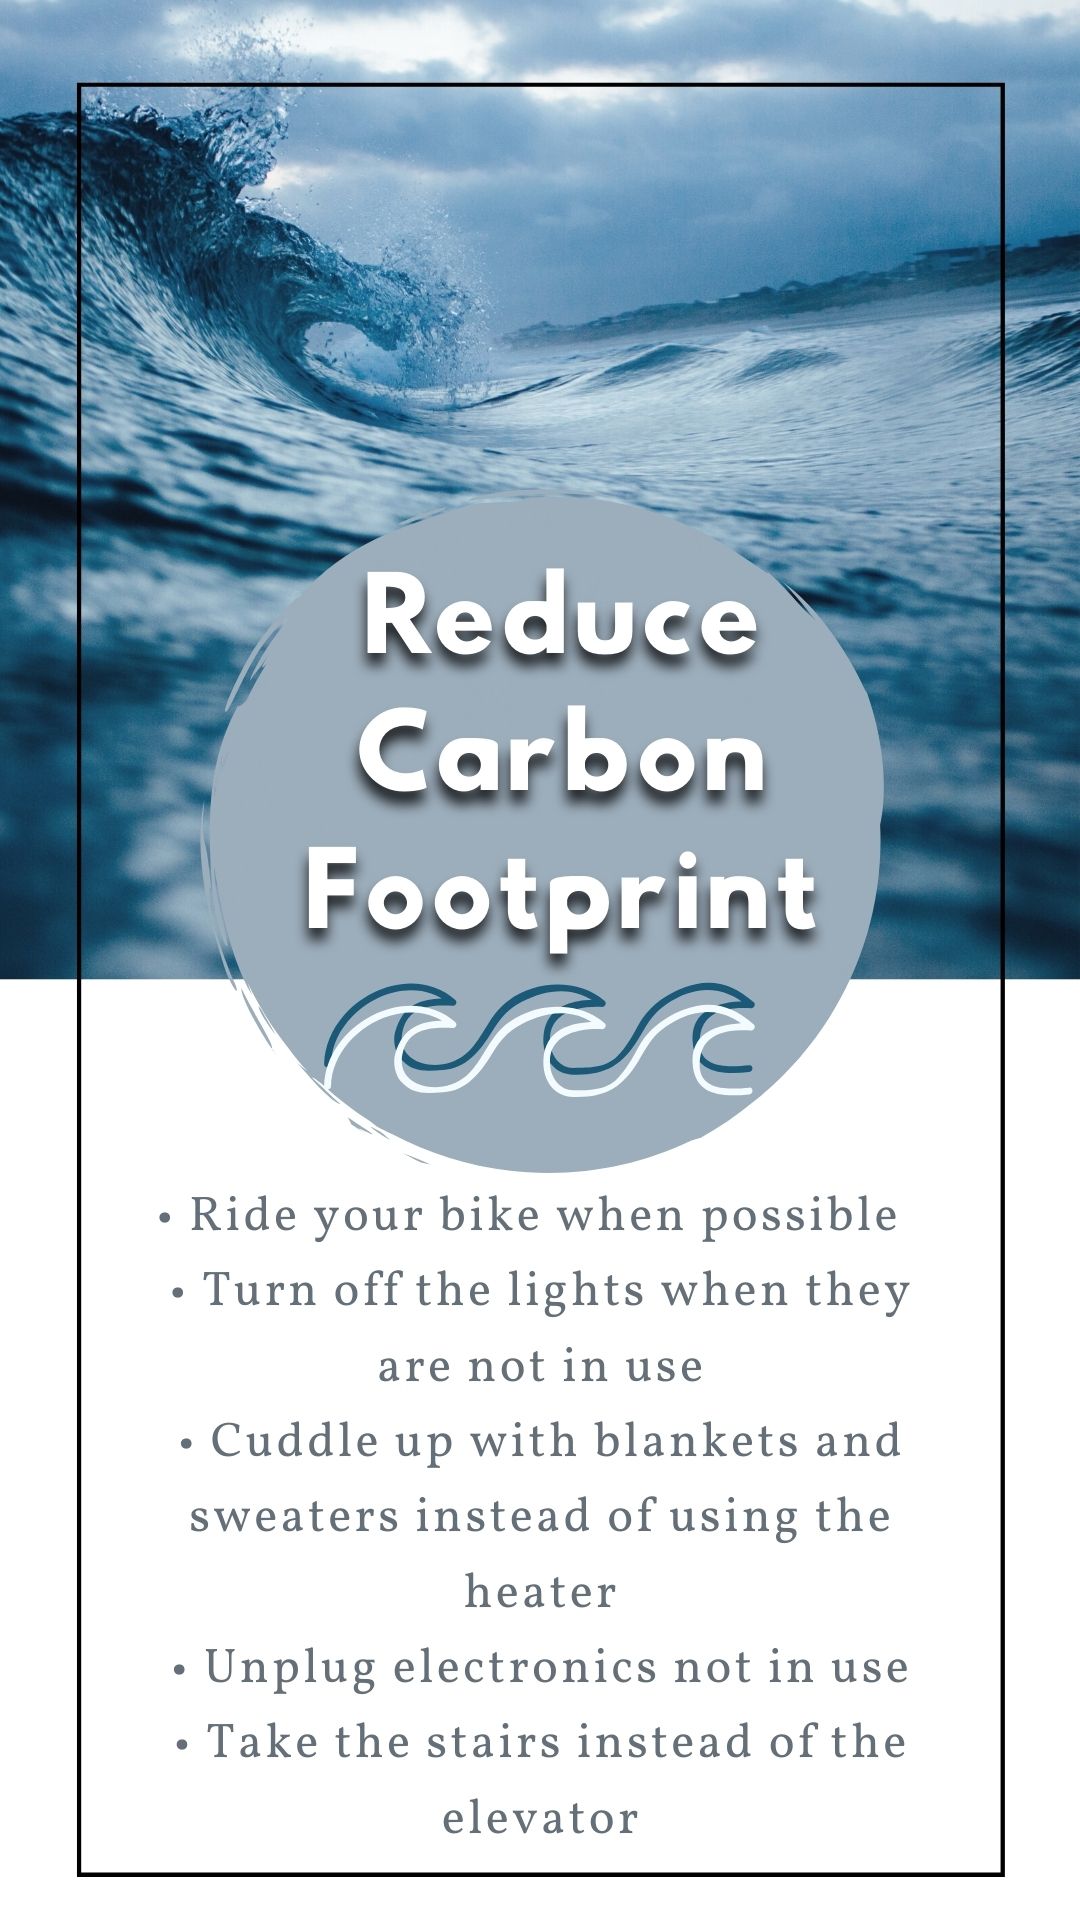 Reduce
Carbon
Footprint
• Ride your bike when possible
• Turn off the lights when they
are not in use
• Cuddle up with blankets and
sweaters instead of using the
heater
• Unplug electronics not in use
• Take the stairs instead of the
elevator